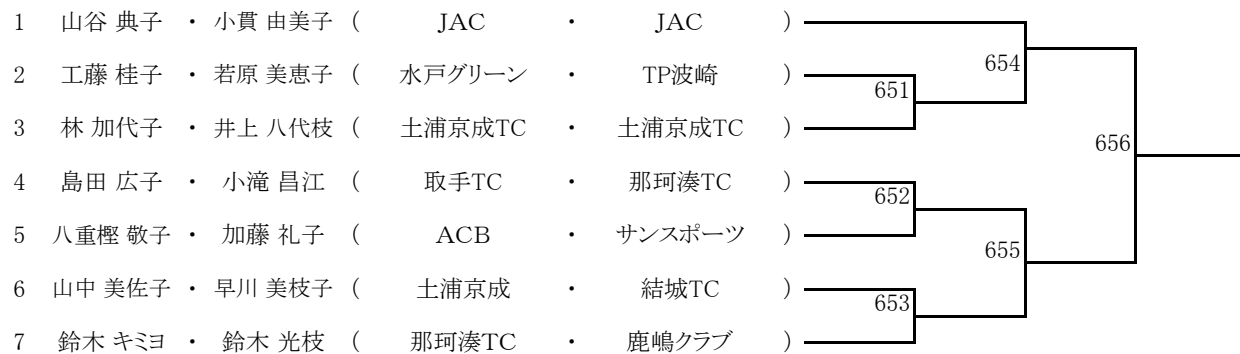 1 山谷 典子 ・ 小貫 由美子 ( JAC ・ JAC )
654
2 工藤 桂子 ・ 若原 美恵子 ( 水戸グリーン ・ TP波崎 )
651
3 林 加代子 ・ 井上 八代枝 ( 土浦京成TC ・ 土浦京成TC )
656
4 島田 広子 ・ 小滝 昌江 ( 取手TC ・ 那珂湊TC )
652
5 八重樫 敬子 ・ 加藤 礼子 ( ACB ・ サンスポーツ )
655
6 山中 美佐子 ・ 早川 美枝子 ( 土浦京成 ・ 結城TC )
653
7 鈴木 キミヨ ・ 鈴木 光枝 ( 那珂湊TC ・ 鹿嶋クラブ )